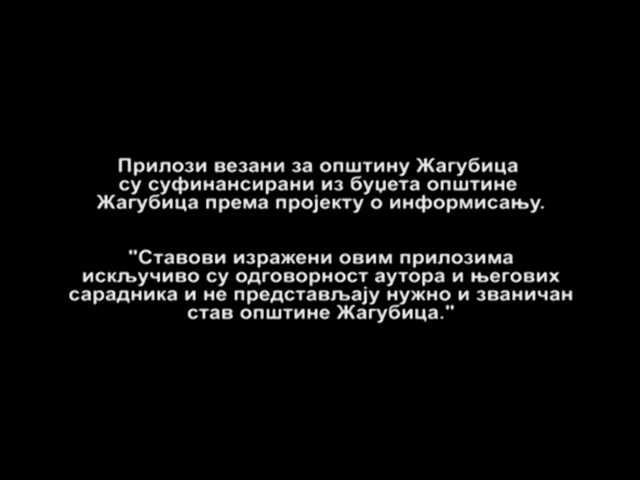 Прилози везани за општину Жагубица
су суфинансирани из буџета општине
Жагубица према пројекту о информисању.
"Ставови изражени овим прилозима
искључиво су одговорност аутора и његових
сарадника и не представљају нужно и званичан
став општине Жагубица."